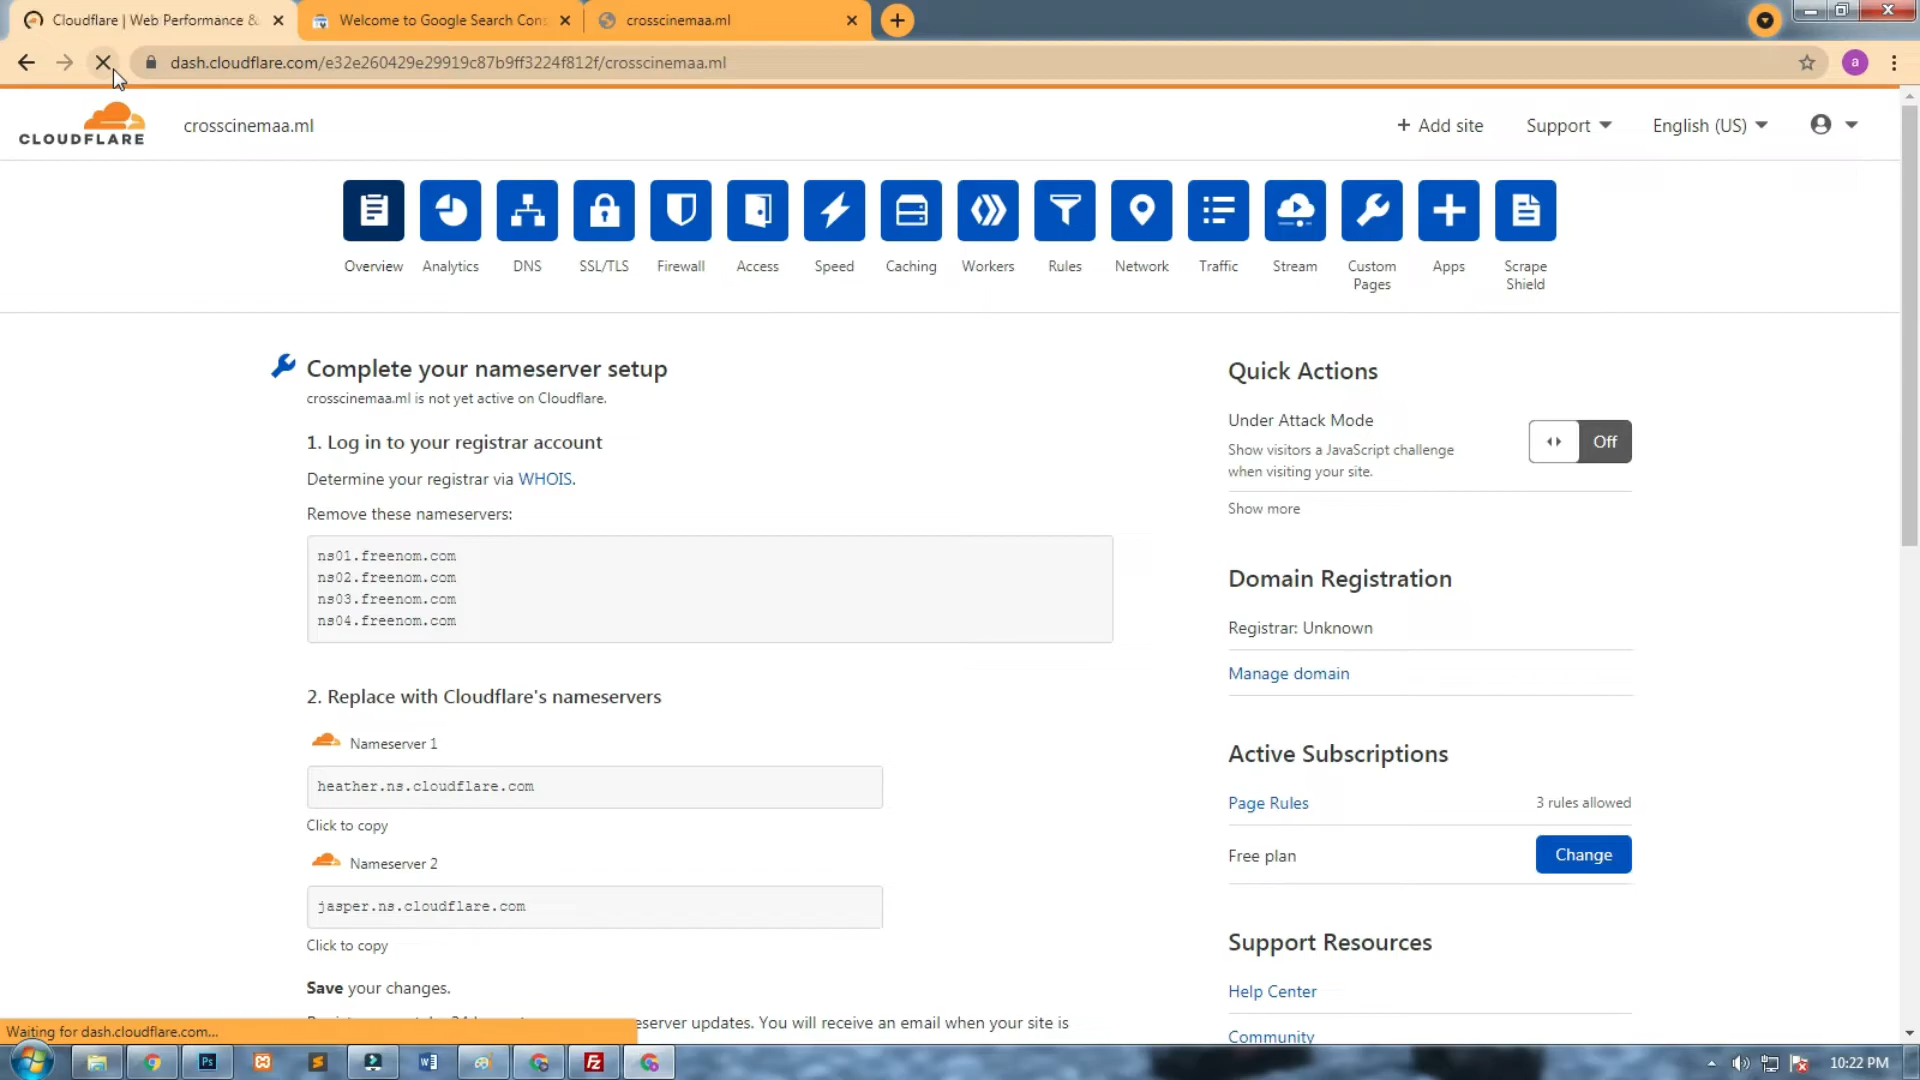 Cloudflare | Web Performance &
Welcome to Google Search Cons
crosscinemaa.ml
dash.cloudflare.com/e32e260429e29919c87b9ff3224f812f/crosscinemaa.ml
a
CLOUDFLARE
crosscinemaa.ml
+ Add site
Support
English (US)
Overview
Analytics
DNS
SSL/TLS
Firewall
Access
Speed
Caching
Workers
Rules
Network
Traffic
Stream
Custom
Pages
Apps
Scrape
Shield
Complete your nameserver setup
crosscinemaa.ml is not yet active on Cloudflare.
1. Log in to your registrar account
Determine your registrar via WHOIS.
Remove these nameservers:
ns01.freenom.com
ns02.freenom.com
ns03.freenom.com
ns04.freenom.com
2. Replace with Cloudflare's nameservers
Nameserver 1
heather.ns.cloudflare.com
Click to copy
Nameserver 2
jasper.ns.cloudflare.com
Click to copy
Save your changes.
eserver updates. You will receive an email when your site is
Quick Actions
Under Attack Mode
Show visitors a JavaScript challenge
when visiting your site.
Off
Show more
Domain Registration
Registrar: Unknown
Manage domain
Active Subscriptions
Page Rules
3 rules allowed
Free plan
Change
Support Resources
Help Center
Community
Waiting for dash.cloudflare.com...
Ps
W
Fz
10:22 PM